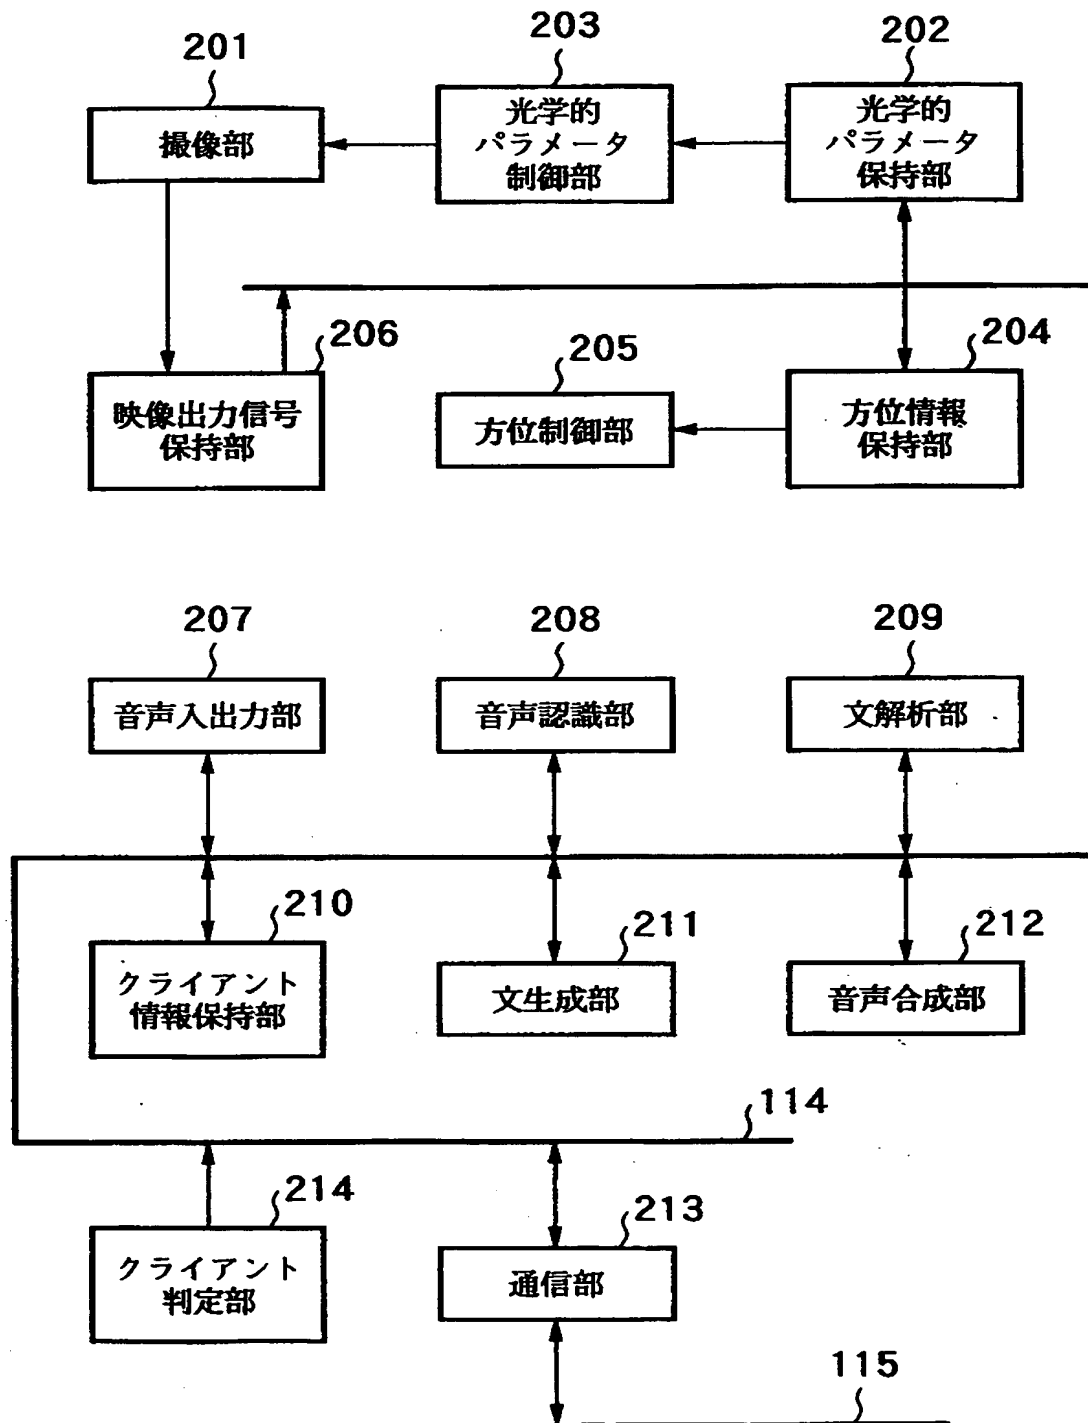 201
203
202
撮像部
光学的
パラメータ
制御部
光学的
パラメータ
保持部
206
205
204
映像出力信号
保持部
方位制御部
方位情報
保持部
207
208
209
音声入出力部
音声認識部
文解析部
210
211
212
クライアント
情報保持部
文生成部
音声合成部
114
214
213
クライアント
判定部
通信部
115